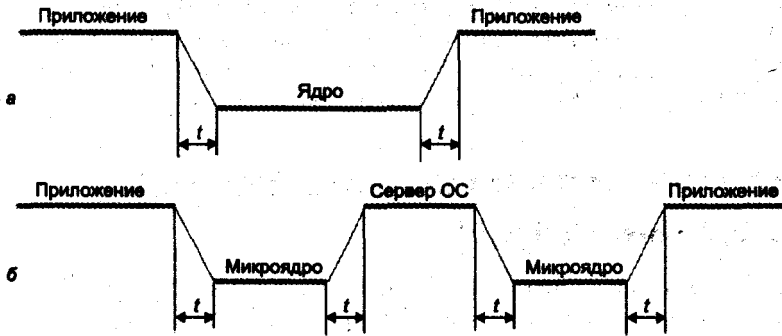 Приложение Приложение
Ядро
а
t t
Приложение Сервер ОС Приложение
Микроядро Микроядро
б
t t t t